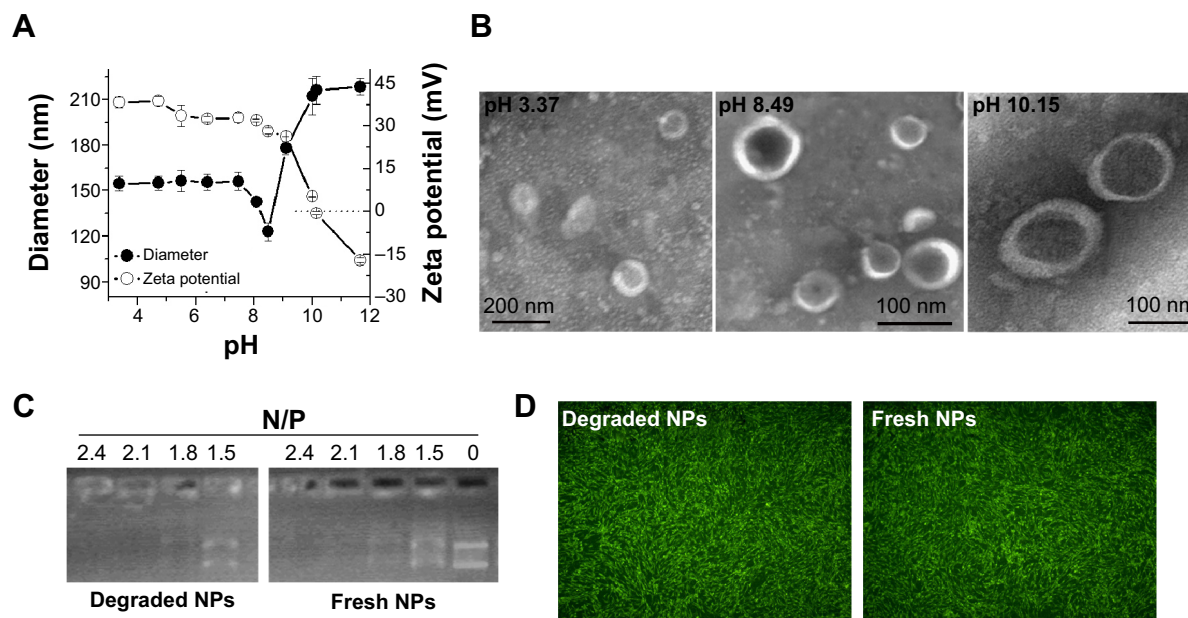 A
Diameter (nm)
210
180
150
120
90
Diameter
Zeta potential
4 6 8 10 12
pH
45
30
15
0
–15
–30
Zeta potential (mV)
B
pH 3.37
200 nm
pH 8.49
100 nm
pH 10.15
100 nm
C
N/P
2.4 2.1 1.8 1.5
2.4 2.1 1.8 1.5 0
Degraded NPs
Fresh NPs
D
Degraded NPs
Fresh NPs